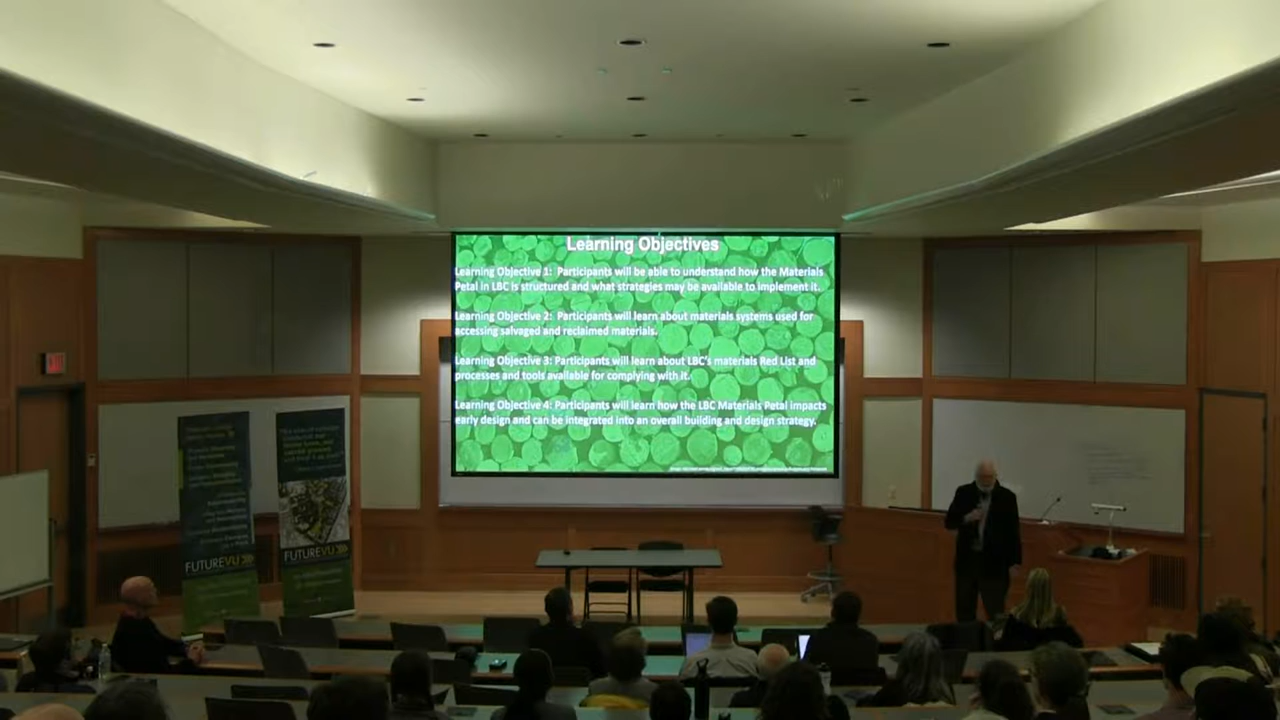 Learning Objectives
Learning Objective 1:  Participants will be able to understand how the Materials
Petal in LBC is structured and what strategies may be available to implement it.
Learning Objective 2:  Participants will learn about materials systems used for
accessing salvaged and reclaimed materials.
Learning Objective 3: Participants will learn about LBC's materials Red List and
processes and tools available for complying with it.
Learning Objective 4: Participants will learn how the LBC Materials Petal impacts
early design and can be integrated into an overall building and design strategy.
FUTUREVU
FUTUREVU